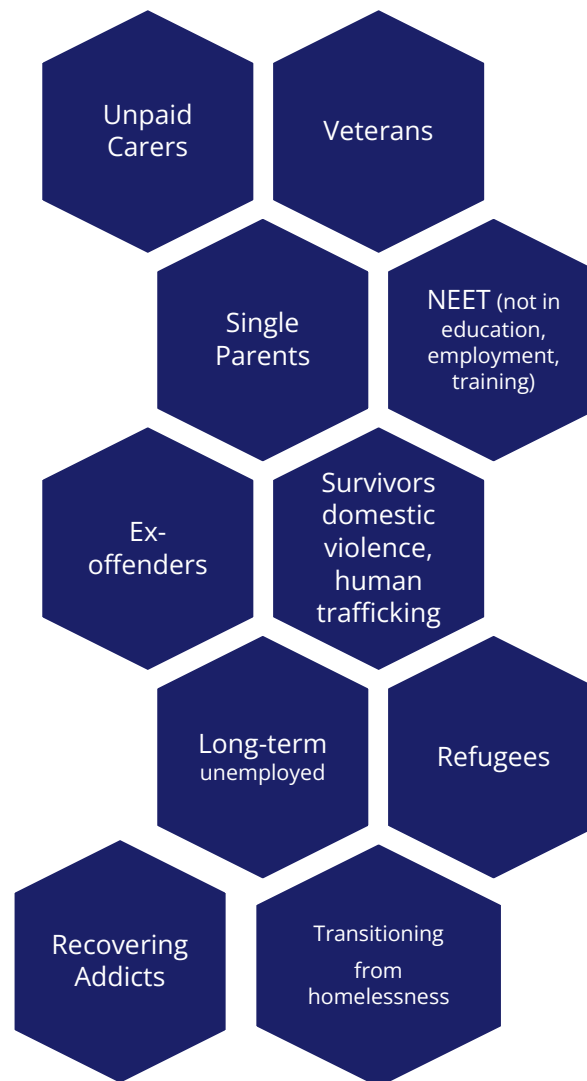 Unpaid
Carers
Veterans
Single
Parents
NEET (not in
education,
employment,
training)
Ex-
offenders
Survivors
domestic
violence,
human
trafficking
Long-term
unemployed
Refugees
Recovering
Addicts
Transitioning
from
homelessness